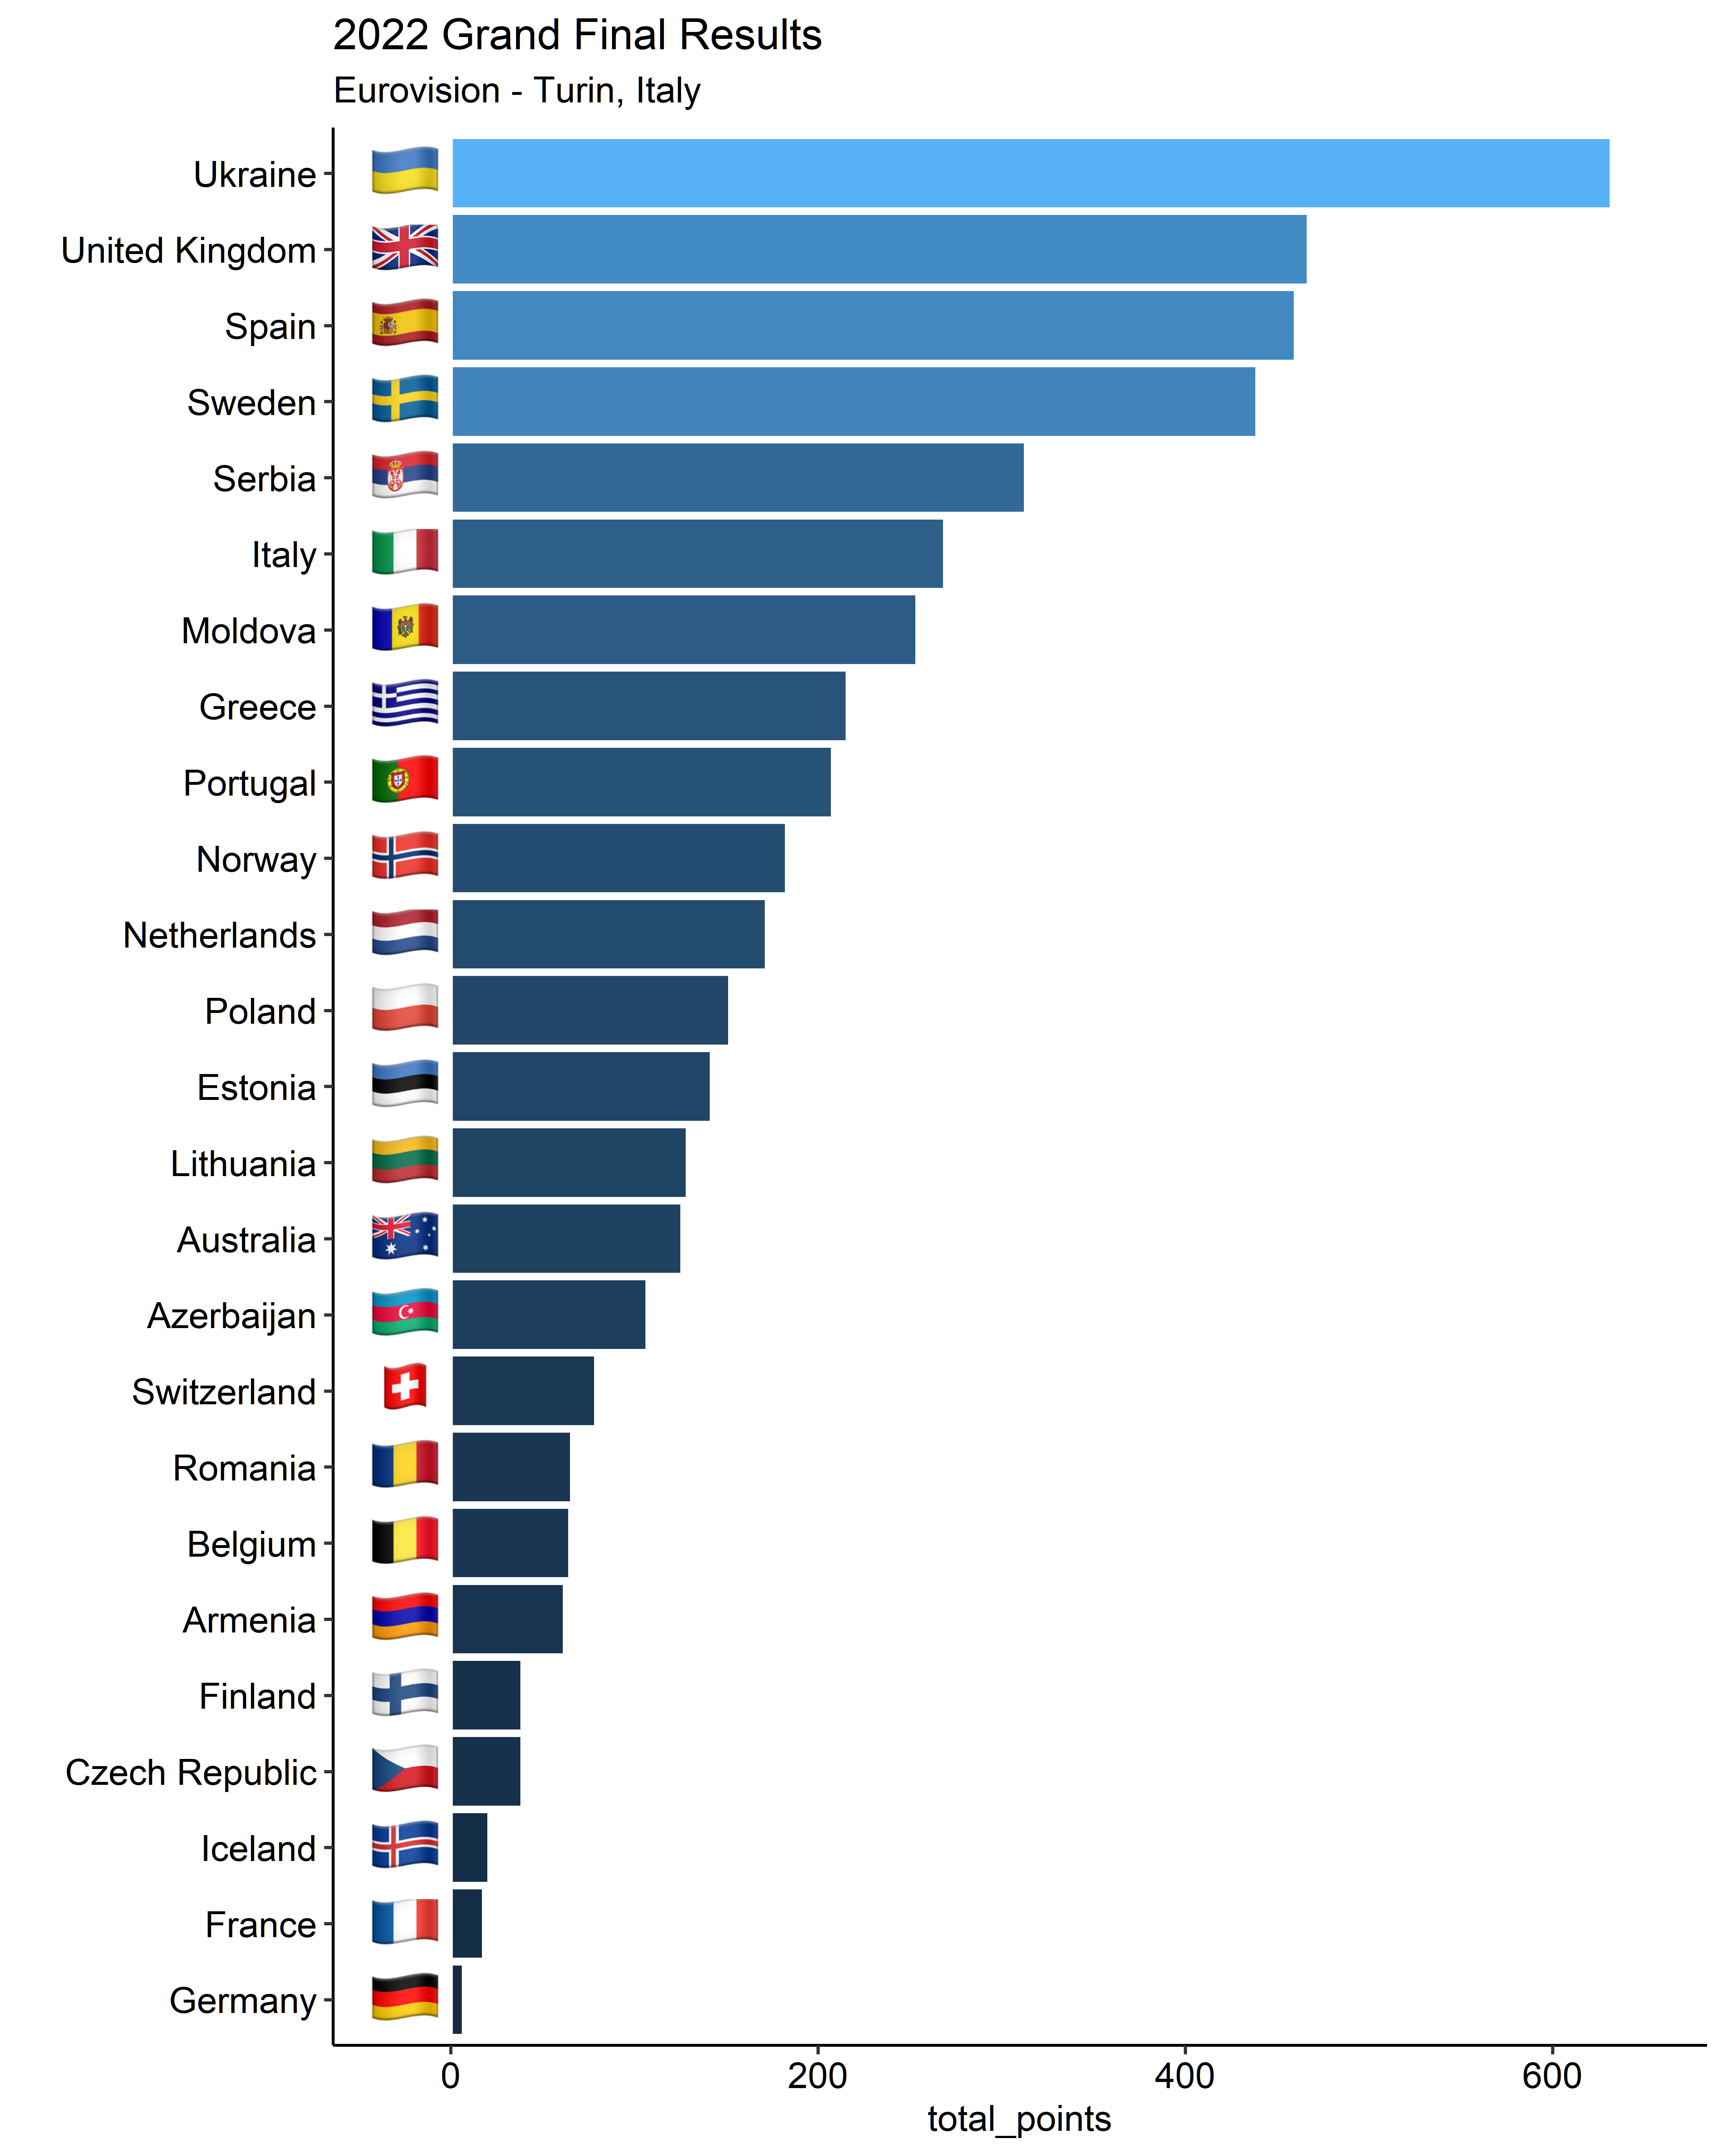 2022 Grand Final Results
Eurovision - Turin, Italy
Ukraine
United Kingdom
Spain
Sweden
Serbia
Italy
Moldova
Greece
Portugal
Norway
Netherlands
Poland
Estonia
Lithuania
Australia
Azerbaijan
Switzerland
Romania
Belgium
Armenia
Finland
Czech Republic
Iceland
France
Germany
0 200 400 600
total_points